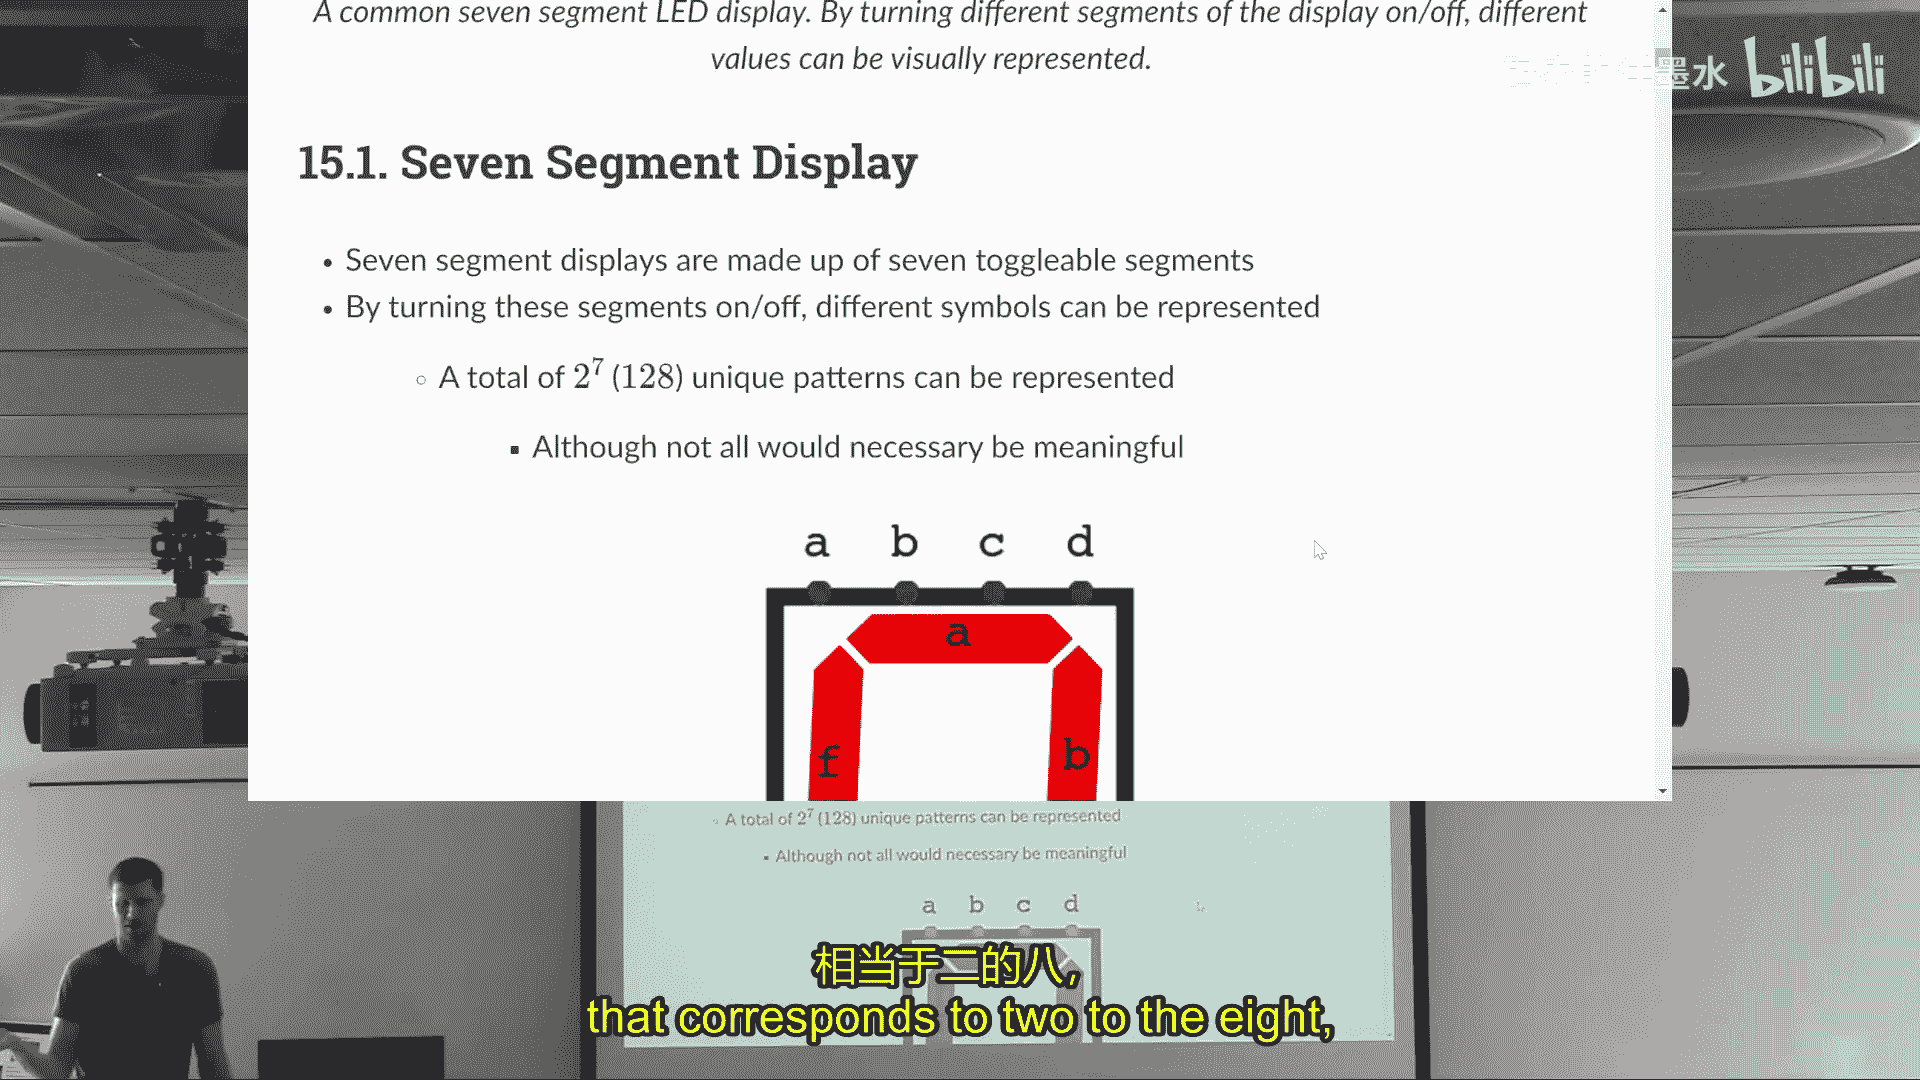 A common seven segment LED display. By turning different segments of the display on/off, different
values can be visually represented.
墨水 bilibili
15.1. Seven Segment Display
• Seven segment displays are made up of seven toggleable segments
• By turning these segments on/off, different symbols can be represented
◦ A total of 2⁷ (128) unique patterns can be represented
▪ Although not all would necessary be meaningful
a b c d
a
f b
◦ A total of 2⁷ (128) unique patterns can be represented
▪ Although not all would necessary be meaningful
a b c d
相当于二的八,
that corresponds to two to the eight,